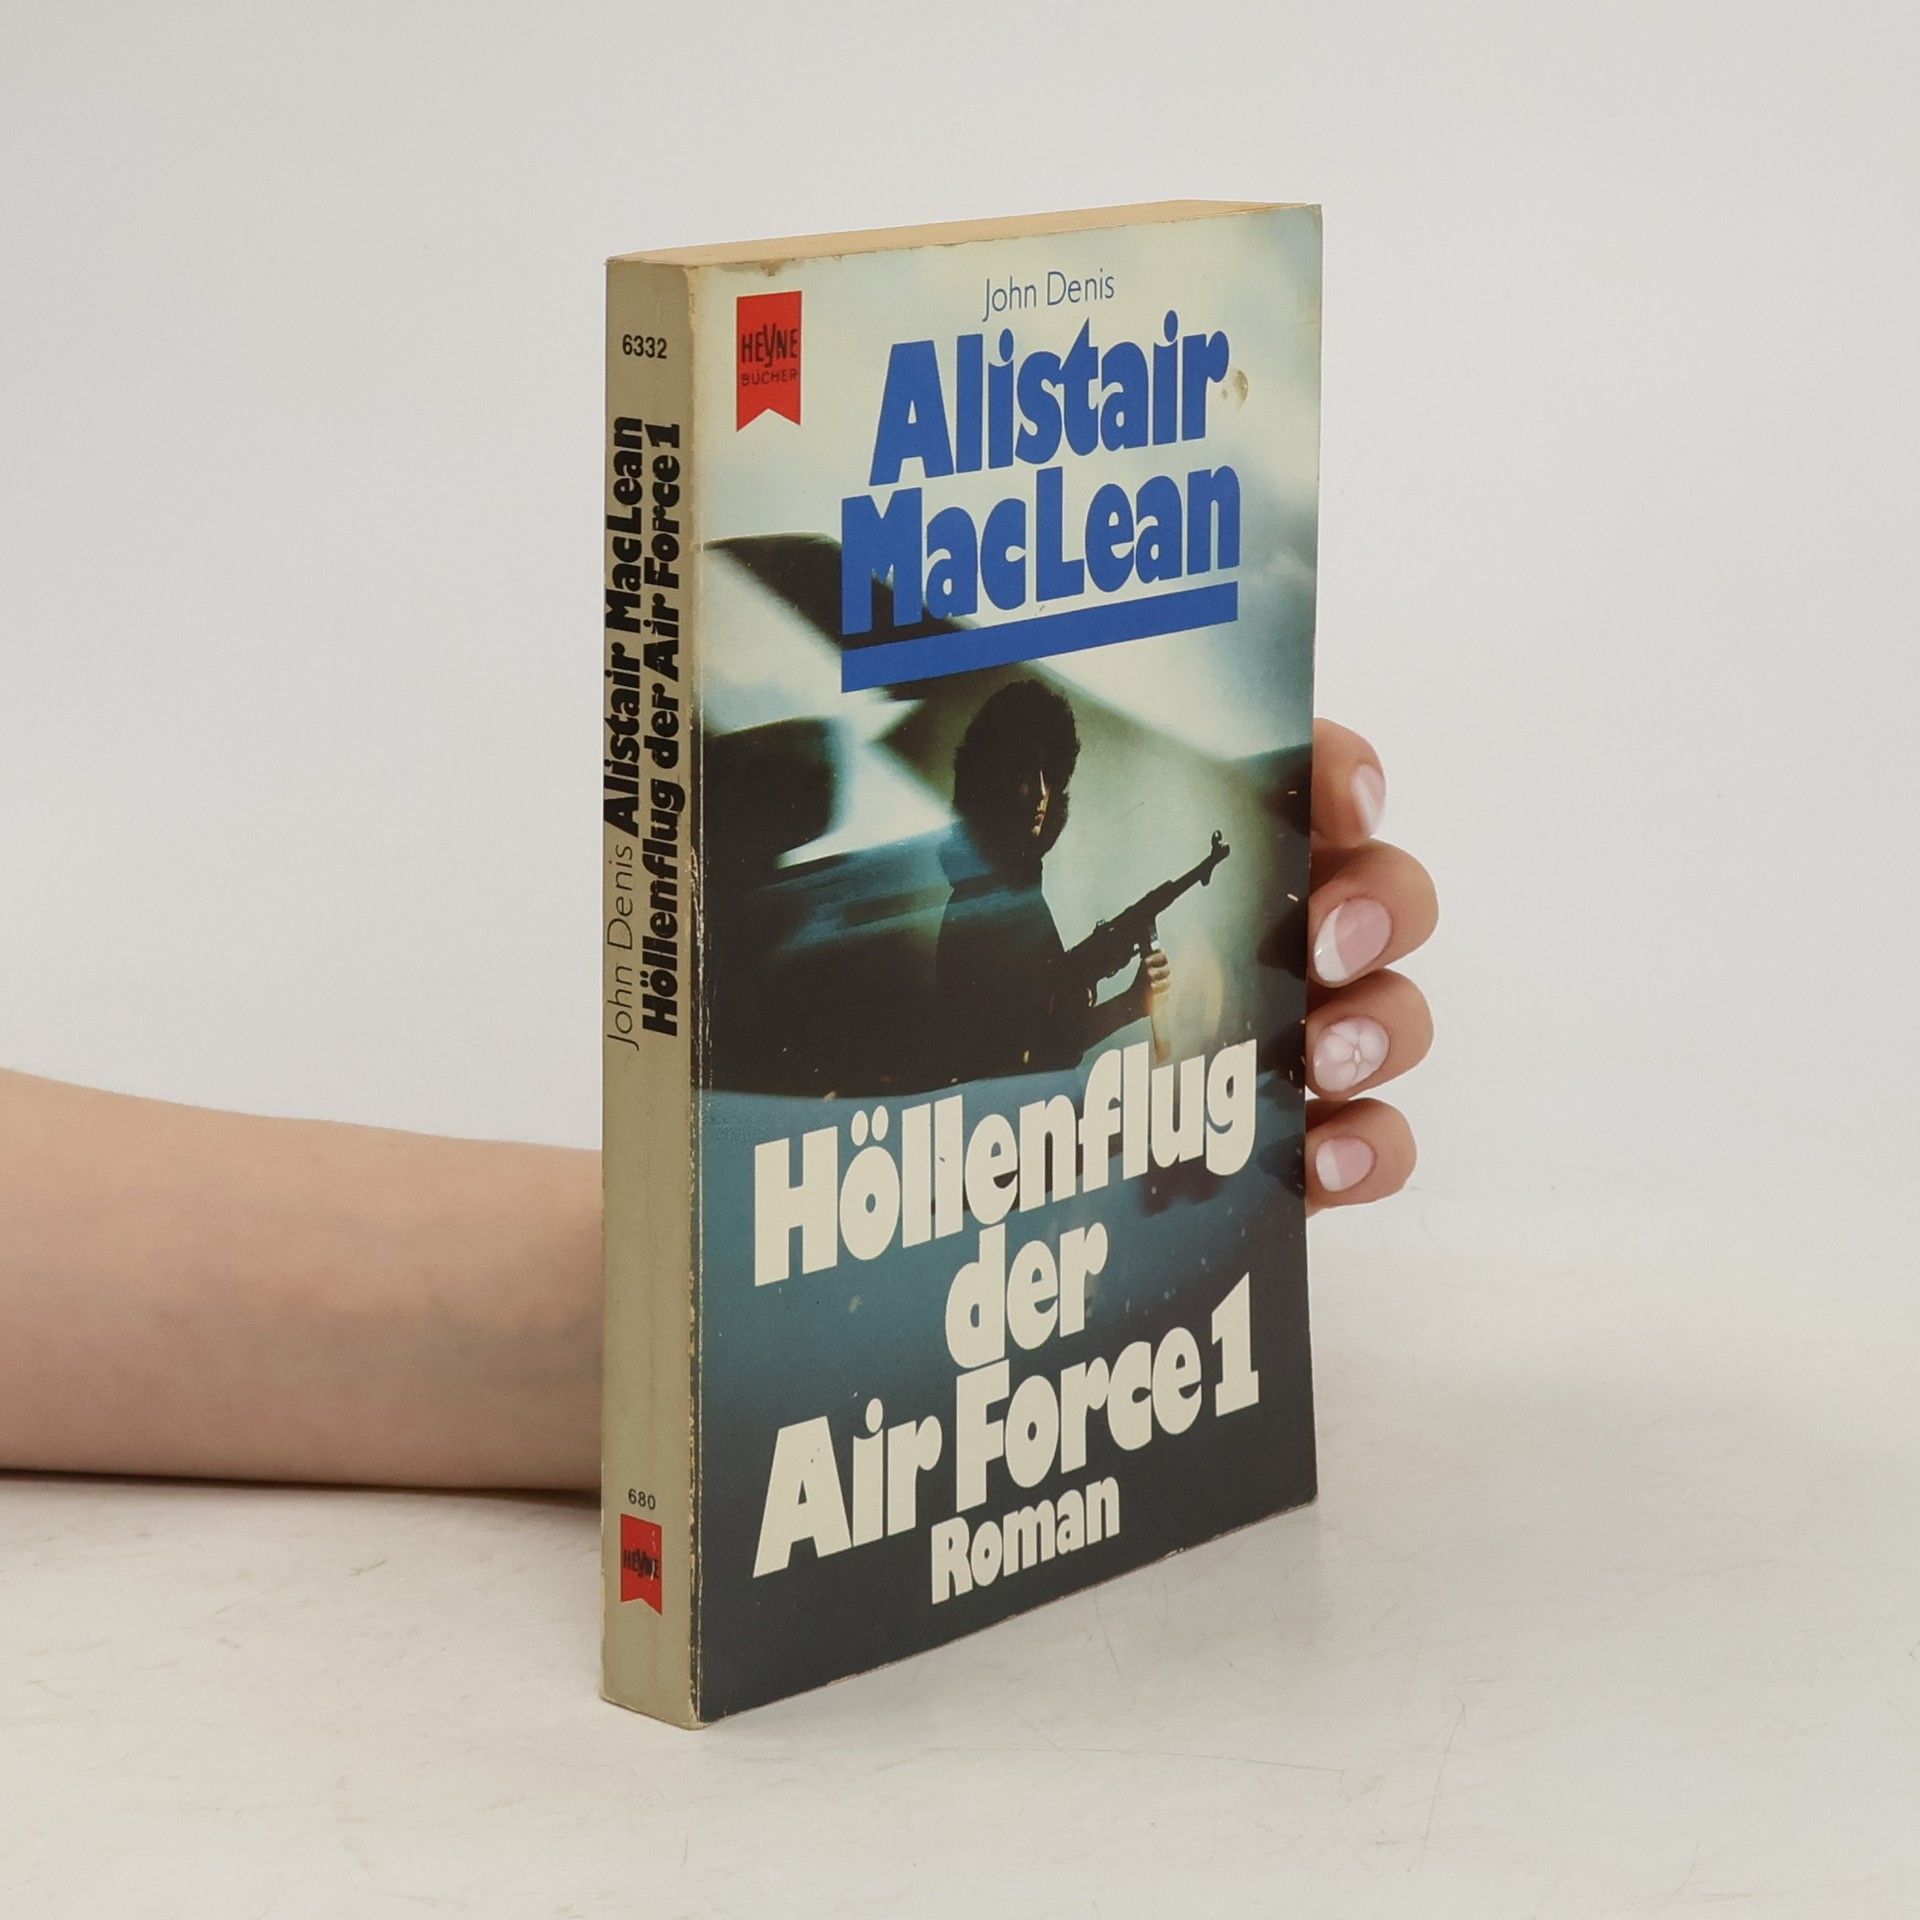 6332
John Denis Alistair MacLean
Höllenflug der Air Force 1
680
HEYNE
HEYNE
BÜCHER
John Denis
Alistair
MacLean
Höllenflug
der
Air Force 1
Roman